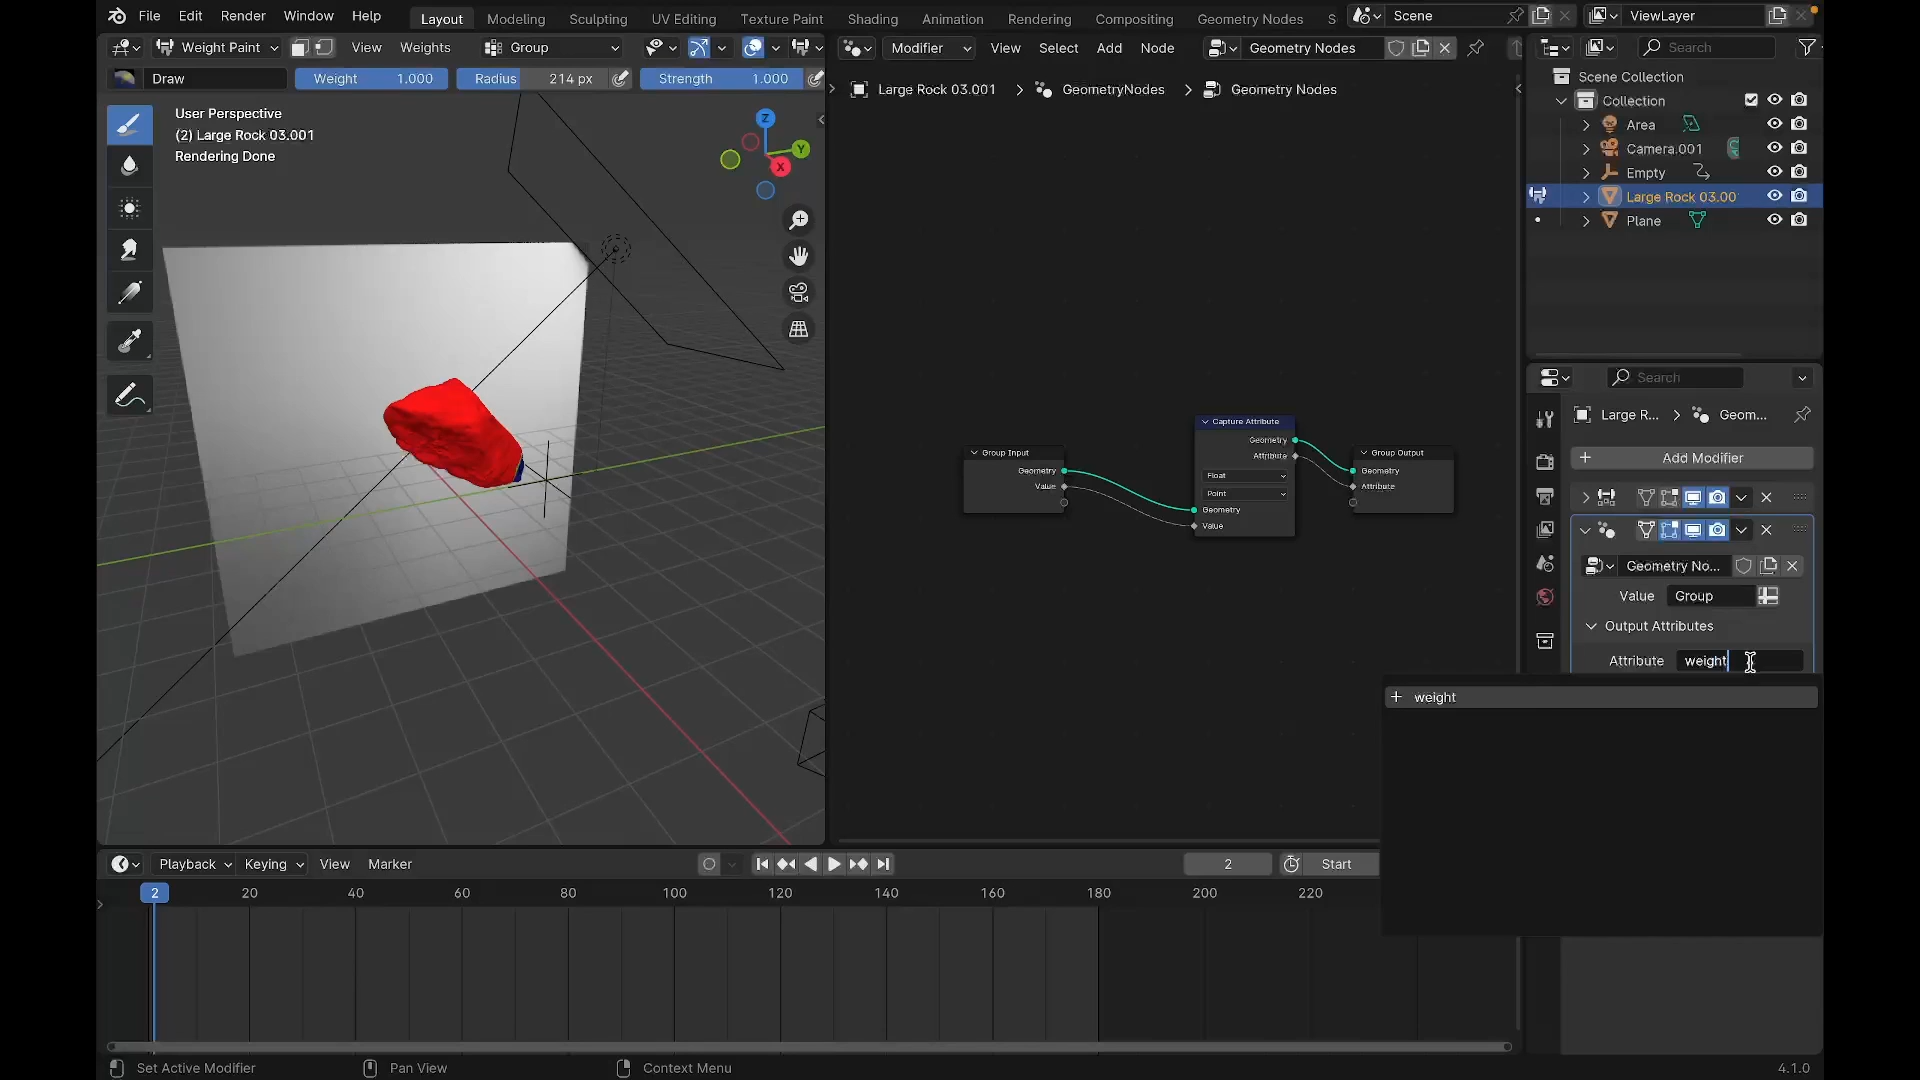 File Edit Render Window Help Layout Modeling Sculpting UV Editing Texture Paint Shading Animation Rendering Compositing Geometry Nodes S Scene ViewLayer
Weight Paint View Weights Group
Modifier View Select Add Node Geometry Nodes
Search
Draw Weight 1.000 Radius 214 px Strength 1.000
User Perspective
(2) Large Rock 03.001
Rendering Done
Z
Y
X
Large Rock 03.001 GeometryNodes Geometry Nodes
Group Input
Geometry
Value
Capture Attribute
Geometry
Attribute
Float
Point
Geometry
Value
Group Output
Geometry
Attribute
Scene Collection
Collection
Area
Camera.001
Empty
Large Rock 03.00
Plane
Search
Large R... Geom...
Add Modifier
Geometry No...
Value Group
Output Attributes
Attribute weight
weight
Playback Keying View Marker 2 Start
2 20 40 60 80 100 120 140 160 180 200 220
Set Active Modifier Pan View Context Menu 4.1.0